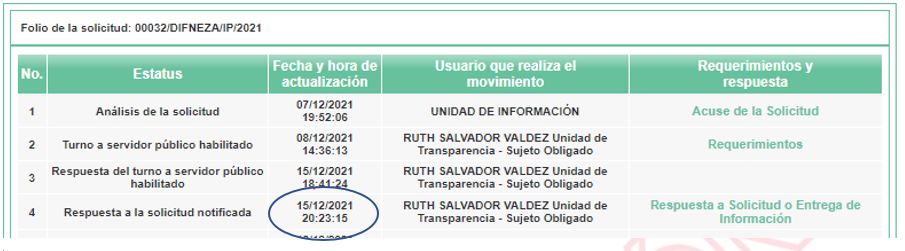 Folio de la solicitud: 00032/DIFNEZA/IP/2021
No. Estatus Fecha y hora de actualización Usuario que realiza el movimiento Requerimientos y respuesta
1 Análisis de la solicitud 07/12/2021 19:52:06 UNIDAD DE INFORMACIÓN Acuse de la Solicitud
2 Turno a servidor público habilitado 08/12/2021 14:36:13 RUTH SALVADOR VALDEZ Unidad de Transparencia - Sujeto Obligado Requerimientos
3 Respuesta del turno a servidor público habilitado 15/12/2021 18:41:24 RUTH SALVADOR VALDEZ Unidad de Transparencia - Sujeto Obligado
4 Respuesta a la solicitud notificada 15/12/2021 20:23:15 RUTH SALVADOR VALDEZ Unidad de Transparencia - Sujeto Obligado Respuesta a Solicitud o Entrega de Información